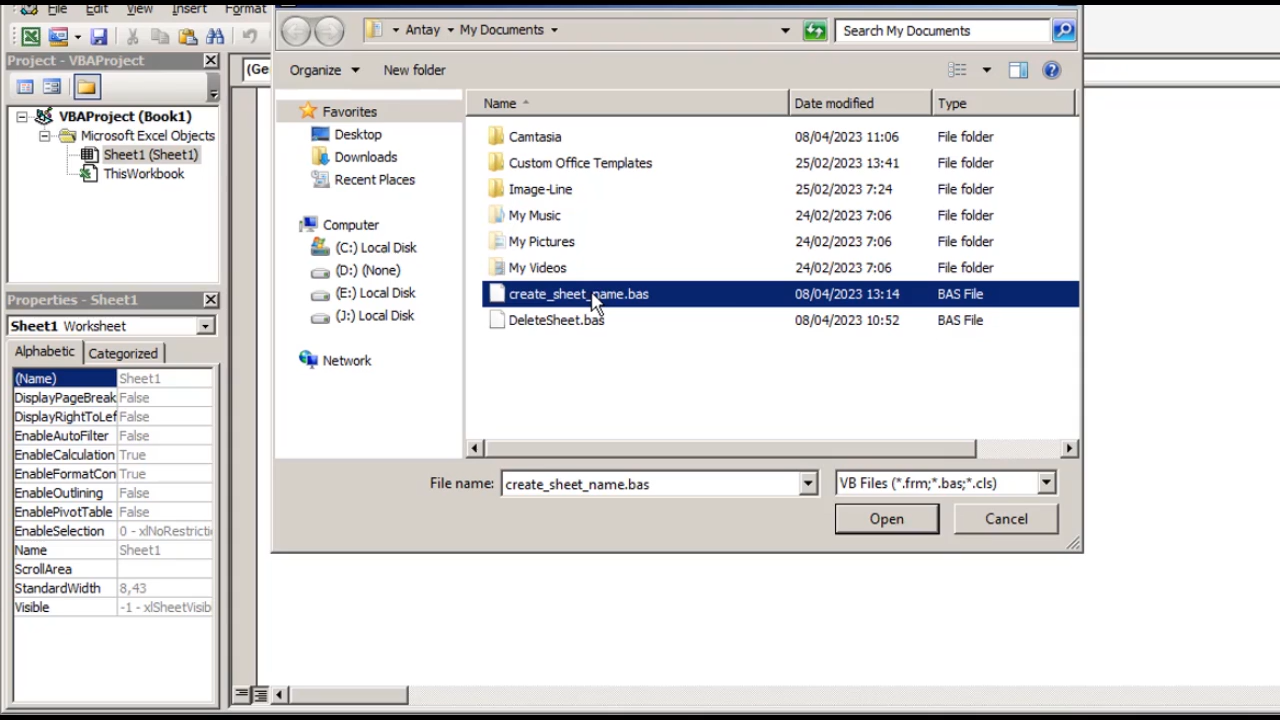 File Edit View Insert Format
Antay My Documents
Search My Documents
Project - VBAProject
(Ge
Organize
New folder
VBAProject (Book1)
Microsoft Excel Objects
Sheet1 (Sheet1)
ThisWorkbook
Favorites
Desktop
Downloads
Recent Places
Computer
(C:) Local Disk
(D:) (None)
(E:) Local Disk
(J:) Local Disk
Network
Name Date modified Type
Camtasia 08/04/2023 11:06 File folder
Custom Office Templates 25/02/2023 13:41 File folder
Image-Line 25/02/2023 7:24 File folder
My Music 24/02/2023 7:06 File folder
My Pictures 24/02/2023 7:06 File folder
My Videos 24/02/2023 7:06 File folder
create_sheet_name.bas 08/04/2023 13:14 BAS File
DeleteSheet.bas 08/04/2023 10:52 BAS File
File name: create_sheet_name.bas
VB Files (*.frm;*.bas;*.cls)
Open
Cancel
Properties - Sheet1
Sheet1 Worksheet
Alphabetic Categorized
(Name) Sheet1
DisplayPageBreak False
DisplayRightToLef False
EnableAutoFilter False
EnableCalculation True
EnableFormatCon True
EnableOutlining False
EnablePivotTable False
EnableSelection 0 - xlNoRestricti
Name Sheet1
ScrollArea
StandardWidth 8,43
Visible -1 - xlSheetVisib